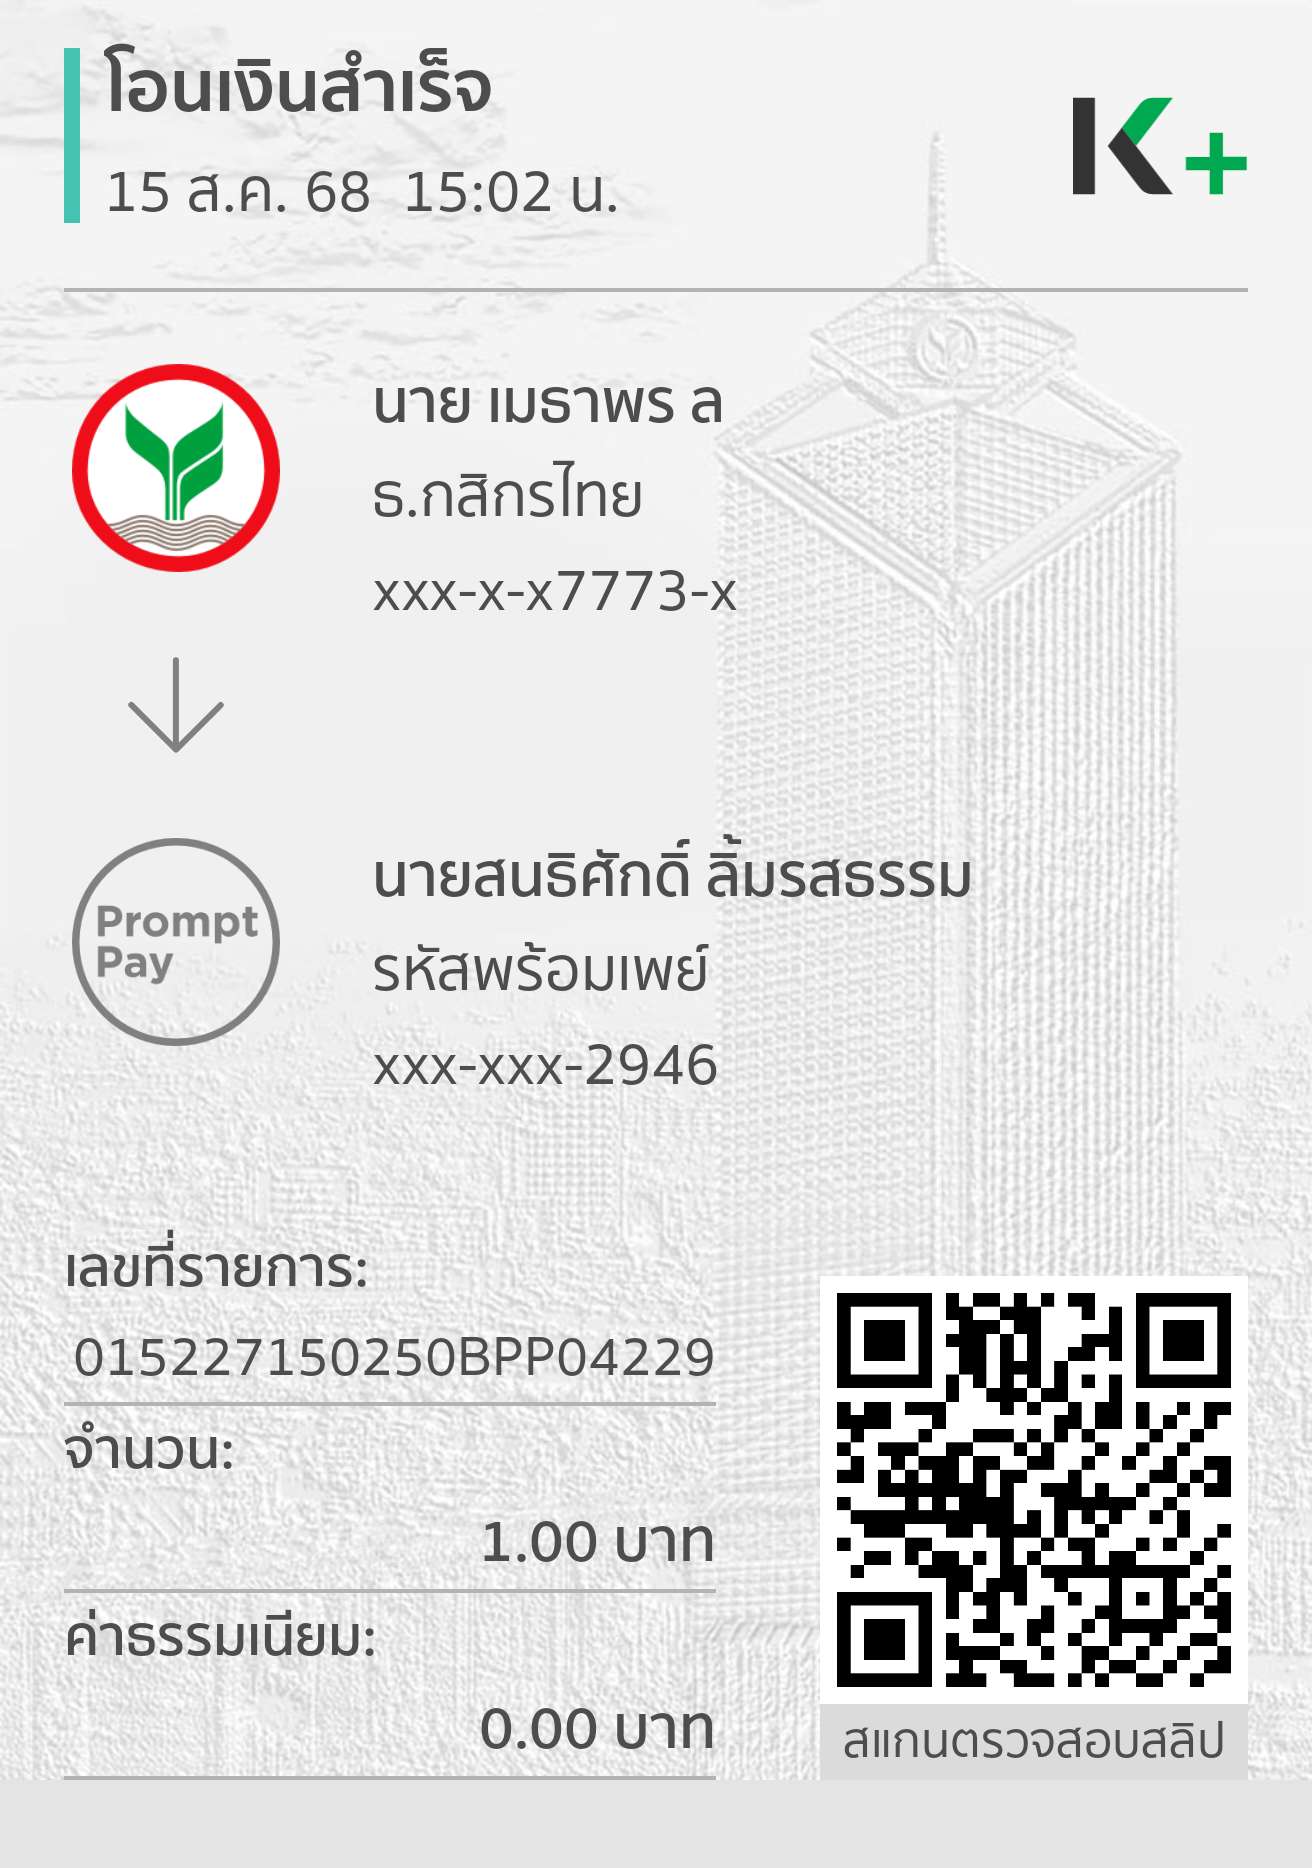 โอนเงินสำเร็จ
15 ส.ค. 68 15:02 น.
K+
นาย เมธาพร ล
ธ.กสิกรไทย
xxx-x-x7773-x
Prompt
Pay
นายสนธิศักดิ์ ลิ้มรสธรรม
รหัสพร้อมเพย์
xxx-xxx-2946
เลขที่รายการ:
015227150250BPP04229
จำนวน:
1.00 บาท
ค่าธรรมเนียม:
0.00 บาท
สแกนตรวจสอบสลิป